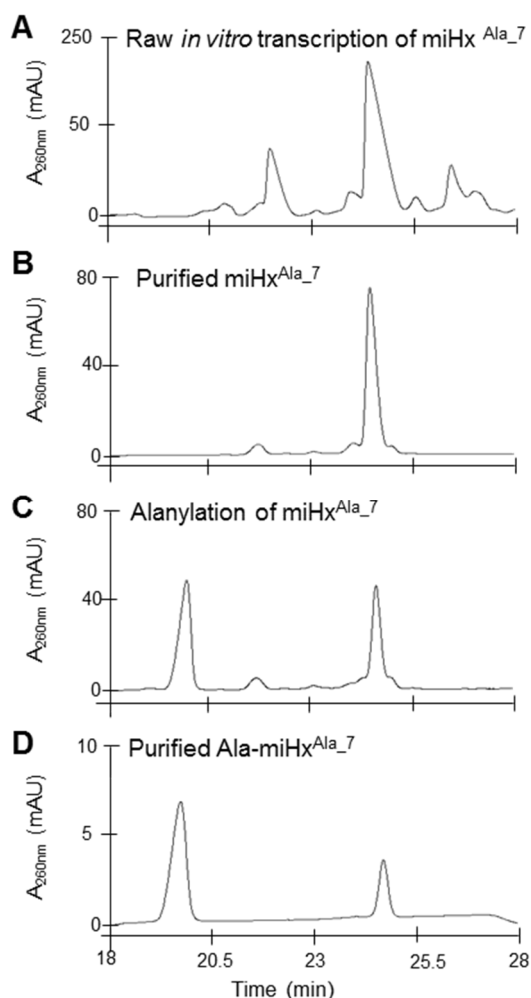 A
Raw in vitro transcription of miHx Ala_7
250
50
0
A260nm (mAU)
B
Purified miHxAla_7
80
40
0
A260nm (mAU)
C
Alanylation of miHxAla_7
80
40
0
A260nm (mAU)
D
Purified Ala-miHxAla_7
10
5
0
A260nm (mAU)
18 20.5 23 25.5 28
Time (min)